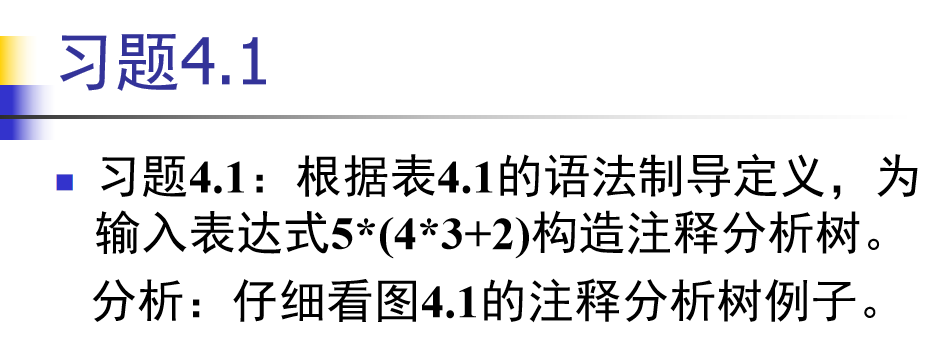 习题4.1
习题4.1：根据表4.1的语法制导定义，为
输入表达式5*(4*3+2)构造注释分析树。
分析：仔细看图4.1的注释分析树例子。